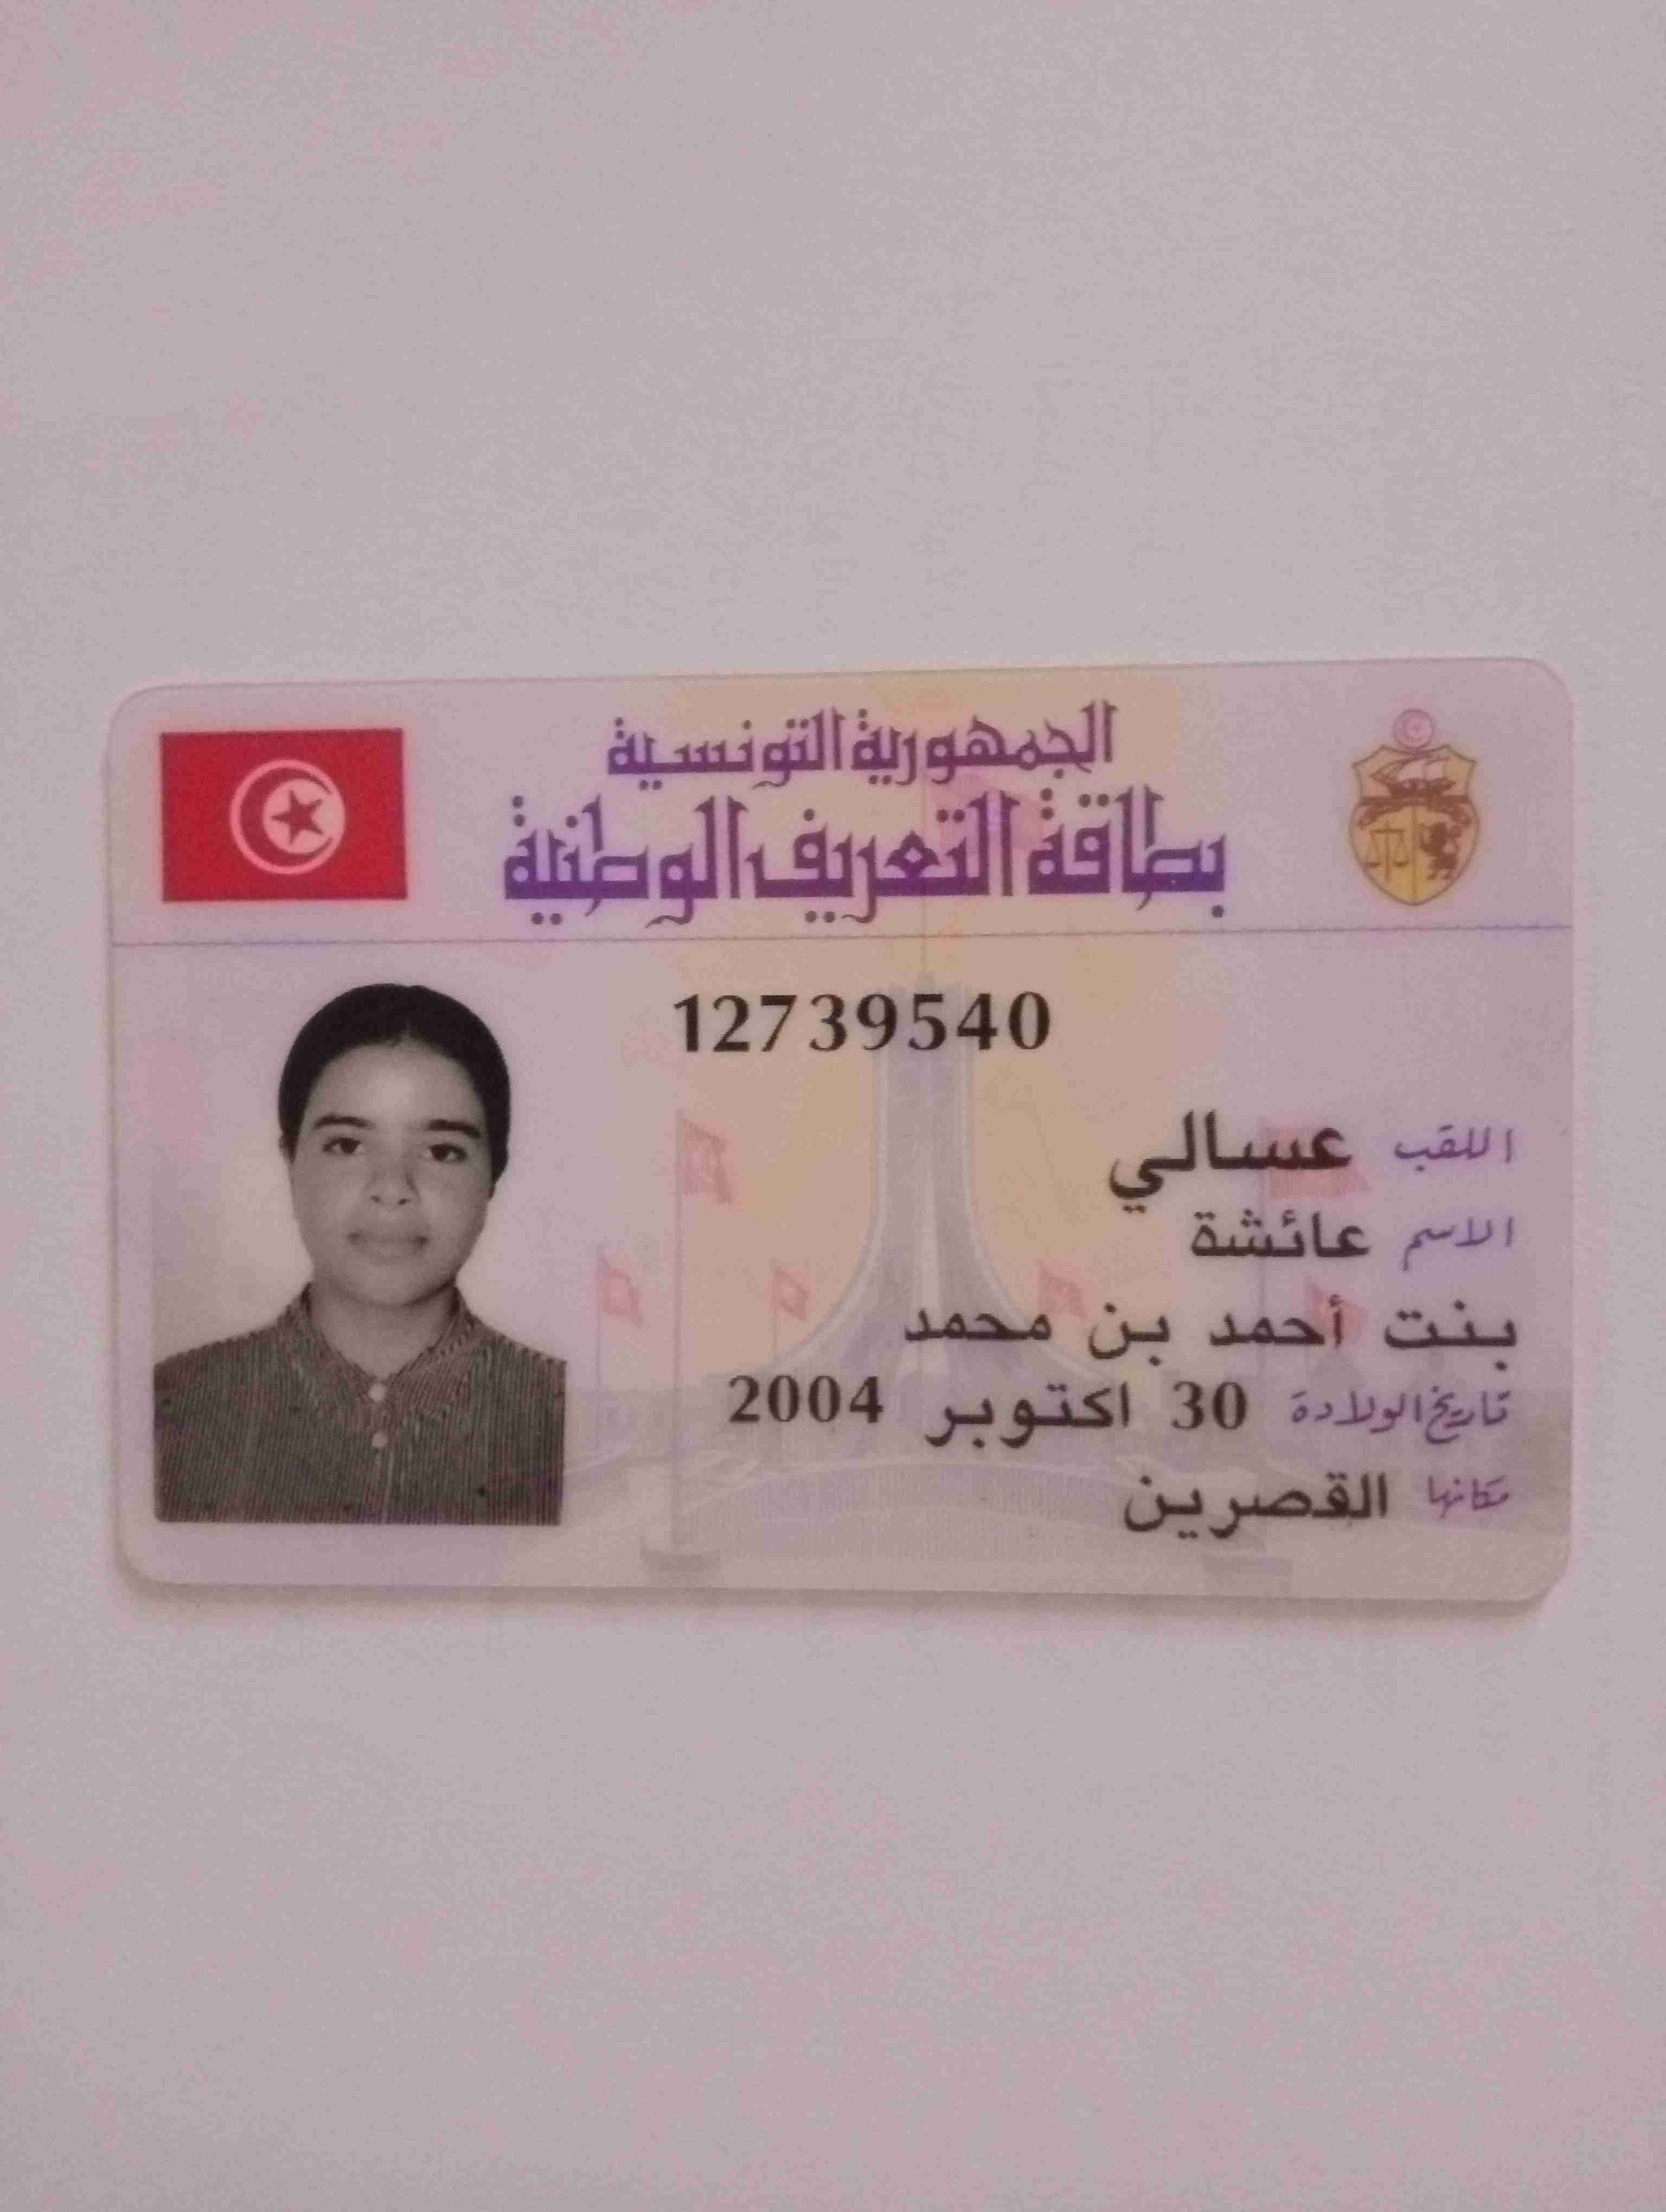 الجمهورية التونسية
بطاقة التعريف الوطنية
12739540
اللقب عسالي
الاسم عائشة
بنت أحمد بن محمد
تاريخ الولادة 30 اكتوبر 2004
مكانها القصرين